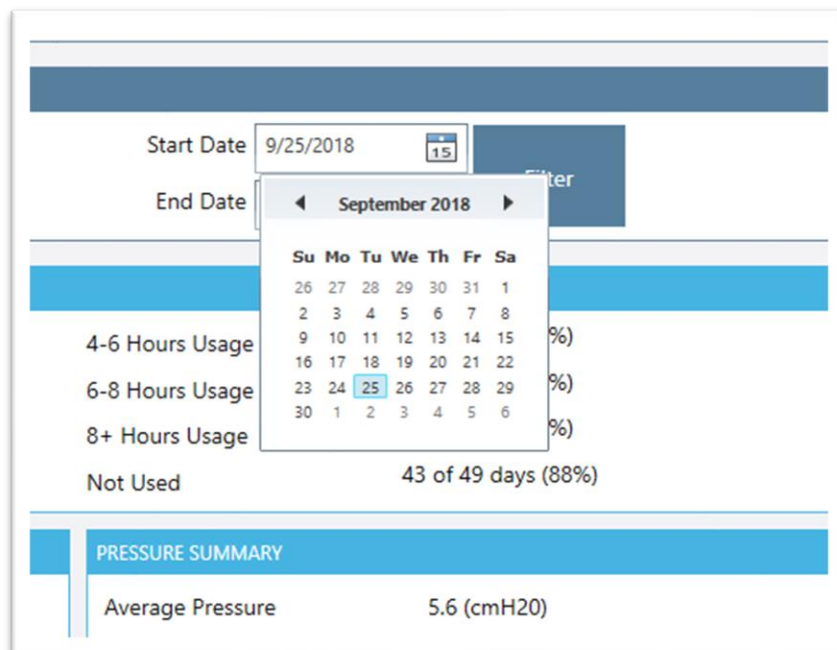 Start Date 9/25/2018 15
Filter
End Date
September 2018
Su Mo Tu We Th Fr Sa
26 27 28 29 30 31 1
2 3 4 5 6 7 8
9 10 11 12 13 14 15
16 17 18 19 20 21 22
23 24 25 26 27 28 29
30 1 2 3 4 5 6
4-6 Hours Usage %)
6-8 Hours Usage %)
8+ Hours Usage %)
Not Used 43 of 49 days (88%)
PRESSURE SUMMARY
Average Pressure 5.6 (cmH20)